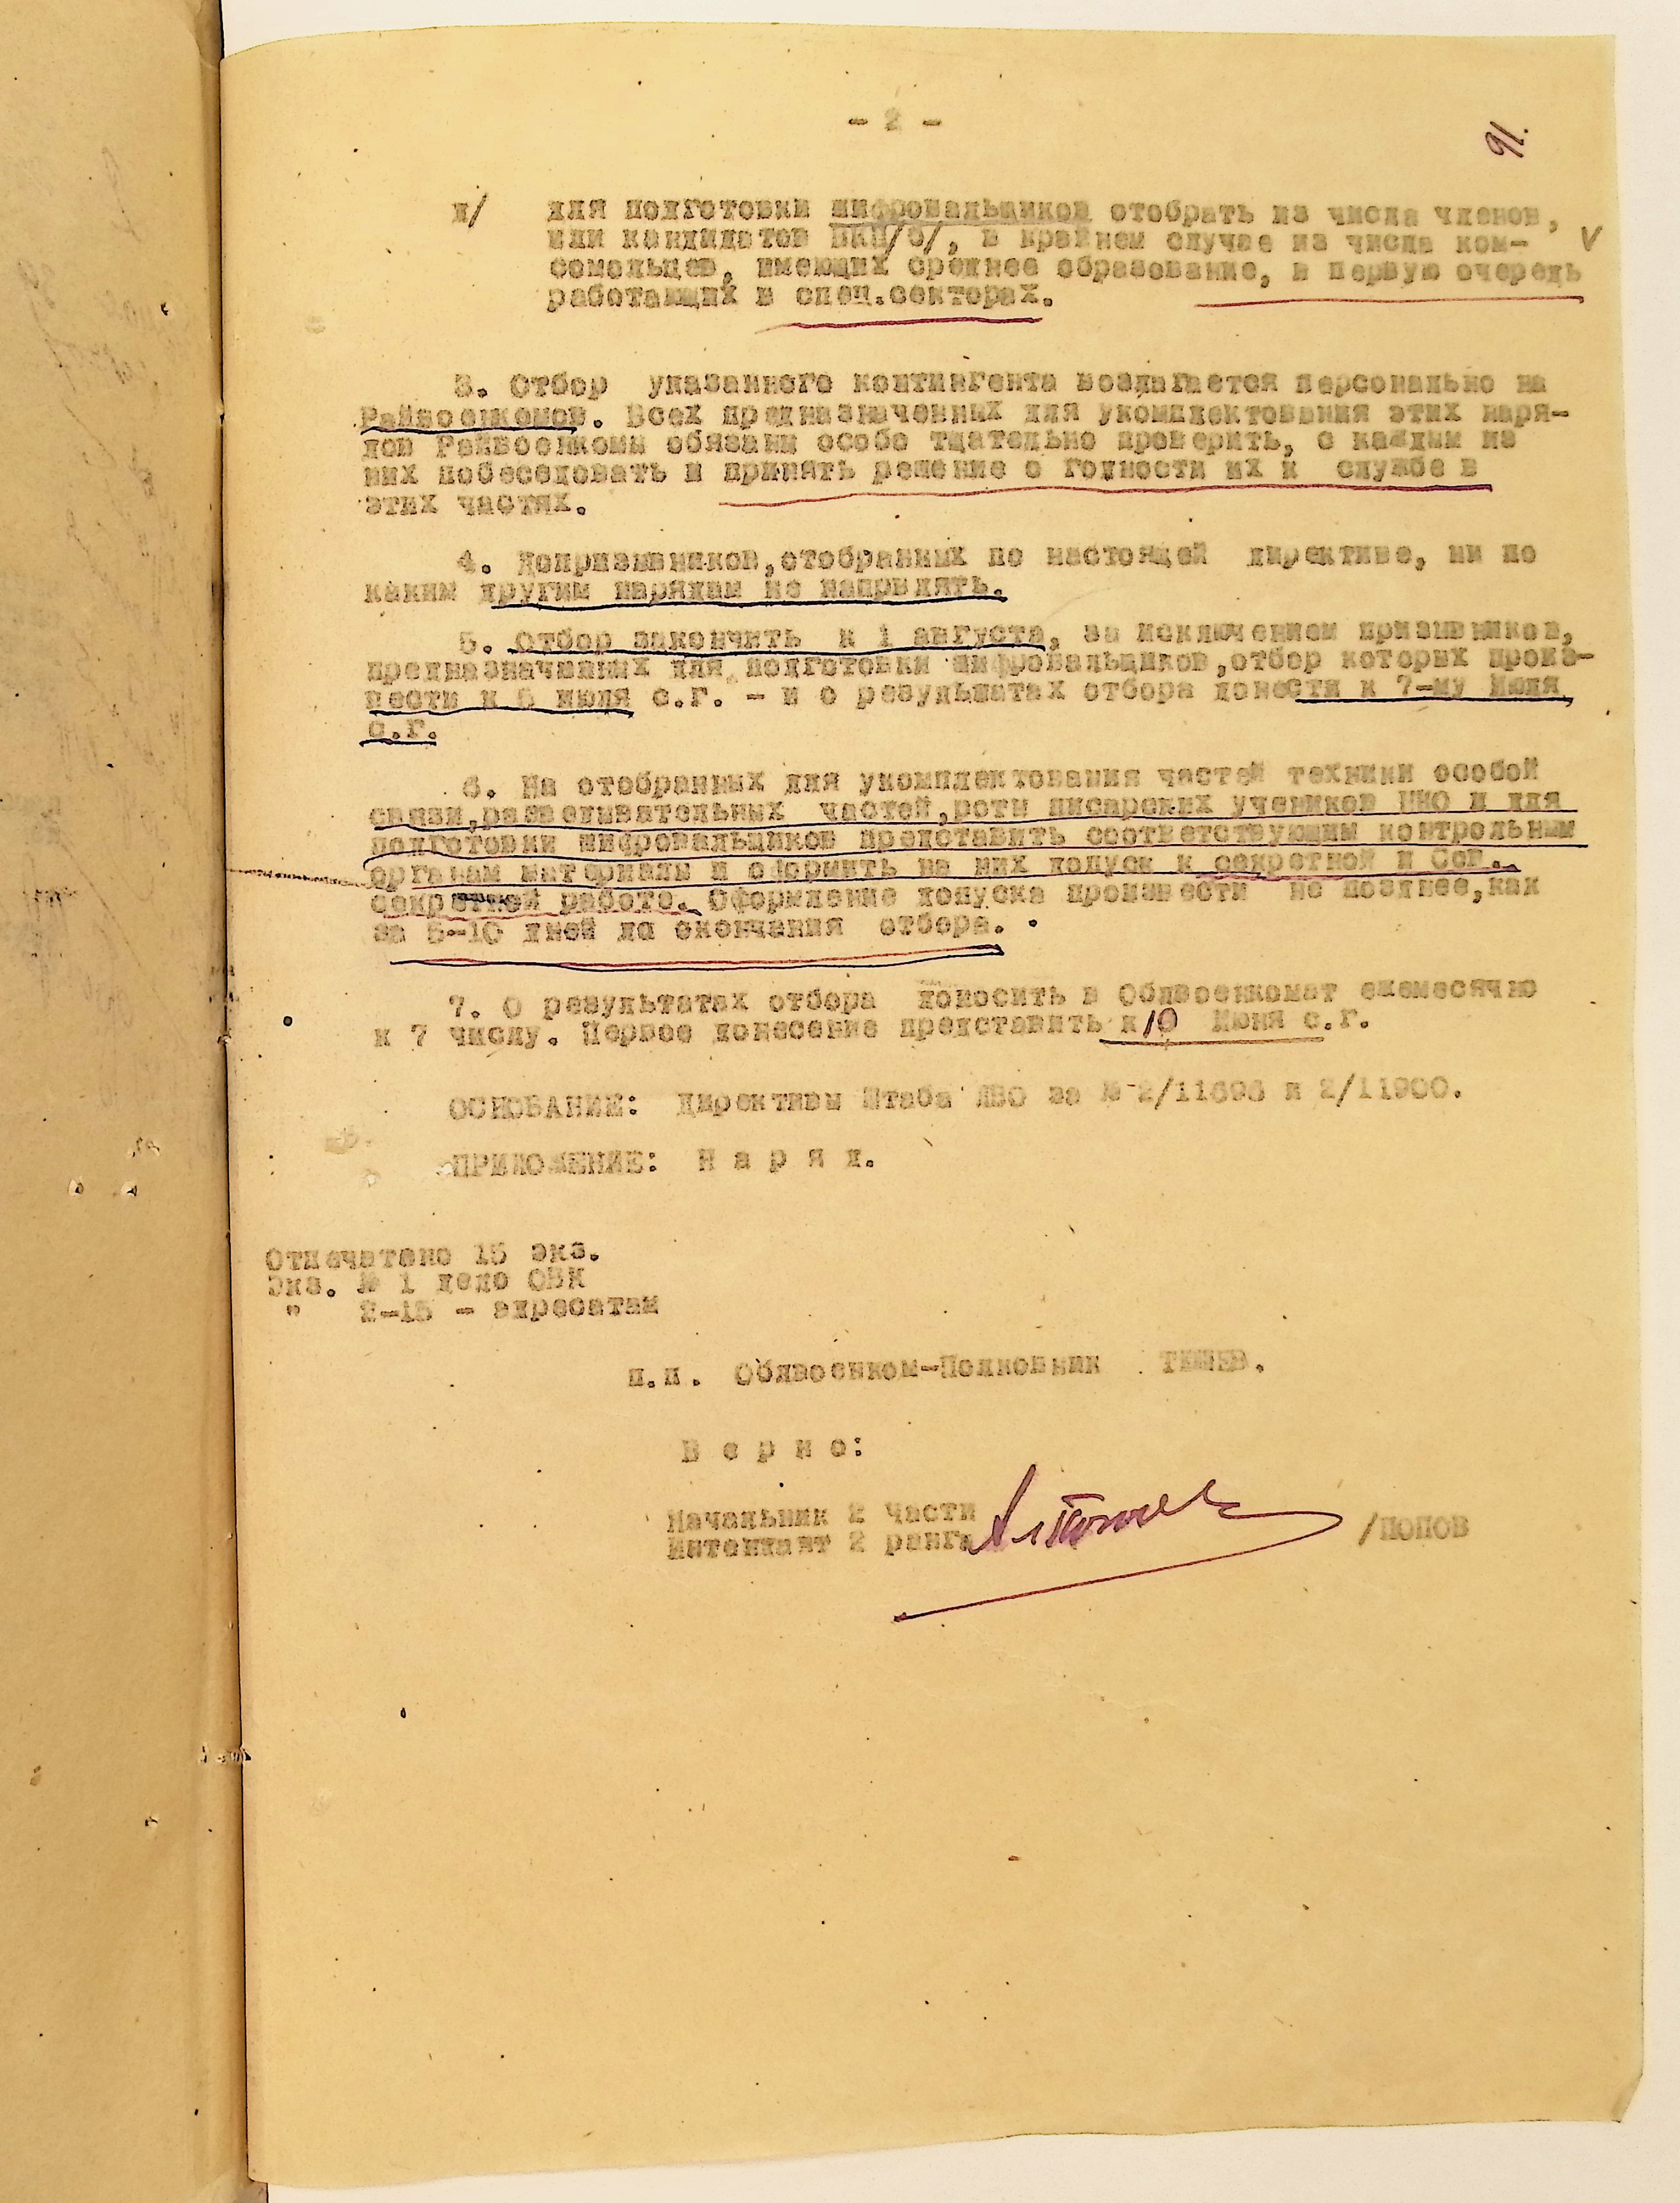 - 2 -
91.
д/ для подготовки шифровальщиков отобрать из числа членов,
или кандидатов ВКП/б/, в крайнем случае из числа ком- V
сомольцев, имеющих среднее образование, в первую очередь
работающих в спец.секторах.
3. Отбор указанного контингента возлагается персонально на
Райвоенкомов. Всех предназначенных для укомплектования этих наря-
дов Райвоенкомы обязаны особо тщательно проверить, с каждым из
них побеседовать и принять решение о годности их к службе в
этих частях.
4. Допризывников,отобранных по настоящей директиве, ни по
каким другим нарядам не напрвлять.
5. Отбор закончить к 1 августа, за исключением призывников,
предназначенных для подготовки шифровальщиков,отбор которых произ-
вести к 5 июля с.г. - и о результатах отбора донести к 7-му Июля
с.г.
6. На отобранных для укомплектования частей техники особой
связи,разведывательных частей,роты писарских учеников НКО и для
подготовки шифровальщиков представить соответствующим контрольным
органам материалы и оформить на них допуск к секретной и Сов.
секретной работе. Оформление допуска произвести не позднее,как
за 5-10 дней до окончания отбора.
7. О результатах отбора доносить в Облвоенкомат ежемесячно
к 7 числу. Первое донесение представить к 10 Июня с.г.
ОСНОВАНИЕ: Директивы Штаба ЛВО за № 2/11696 и 2/11900.
ПРИЛОЖЕНИЕ: Н а р я д.
Отпечатано 15 экз.
Экз. № 1 дело ОВК
" 2-15 - адресатам
п.п. Облвоенком-Полковник
В е р н о:
Начальник 2 части
Интендант 2 ранга /ПОПОВ